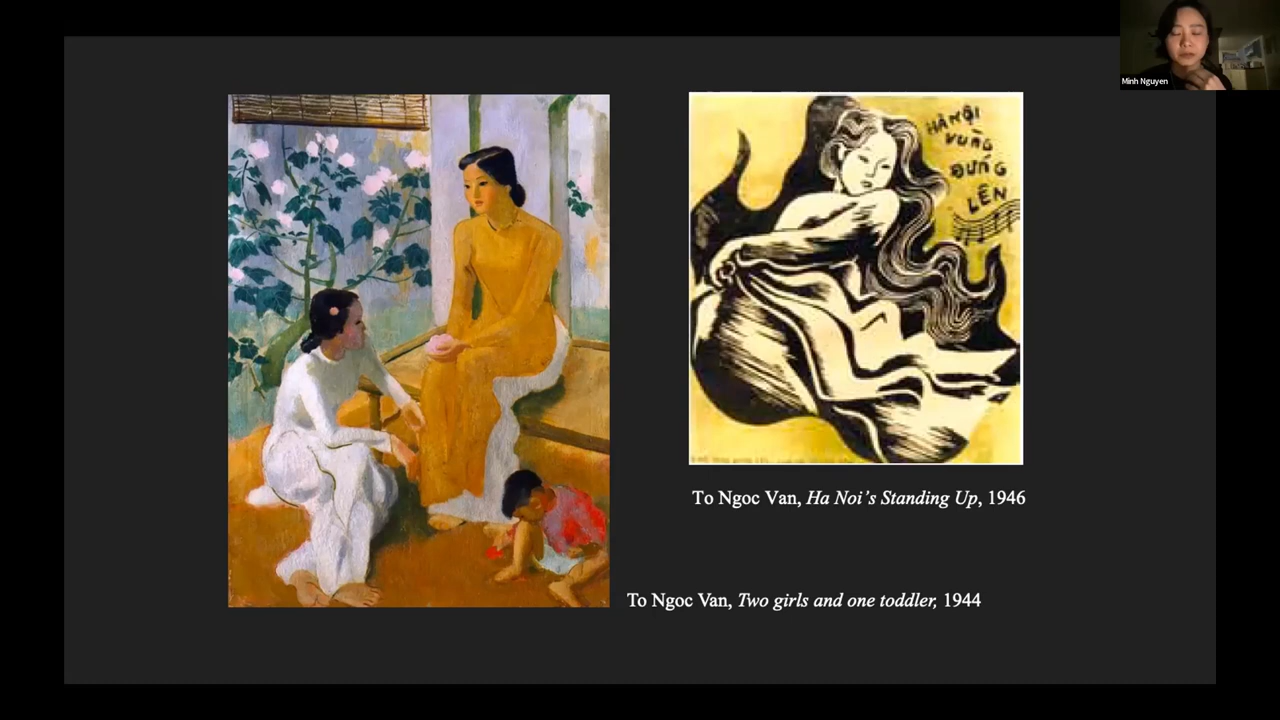 Minh Nguyen
HÀ NỘI
VÙNG
ĐỨNG
LÊN
To Ngoc Van, Ha Noi’s Standing Up, 1946
To Ngoc Van, Two girls and one toddler, 1944